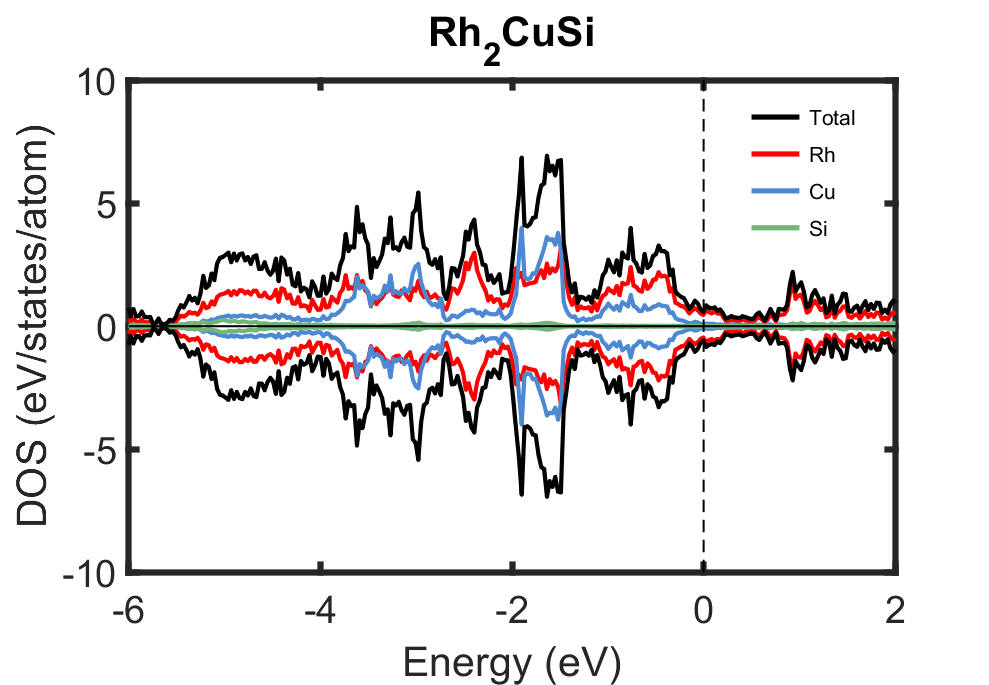 Rh2CuSi
DOS (eV/states/atom)
10
5
0
-5
-10
-6
-4
-2
0
2
Energy (eV)
Total
Rh
Cu
Si